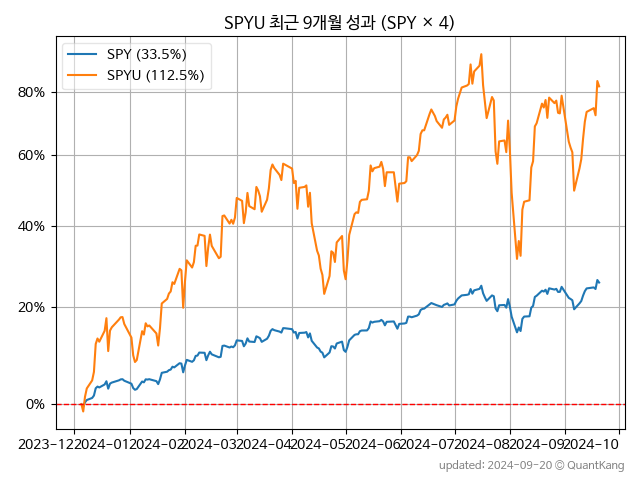 SPYU 최근 9개월 성과 (SPY × 4)
SPY (33.5%)
SPYU (112.5%)
80%
60%
40%
20%
0%
2023-12 2024-01 2024-02 2024-03 2024-04 2024-05 2024-06 2024-07 2024-08 2024-09 2024-10
updated: 2024-09-20 © QuantKang